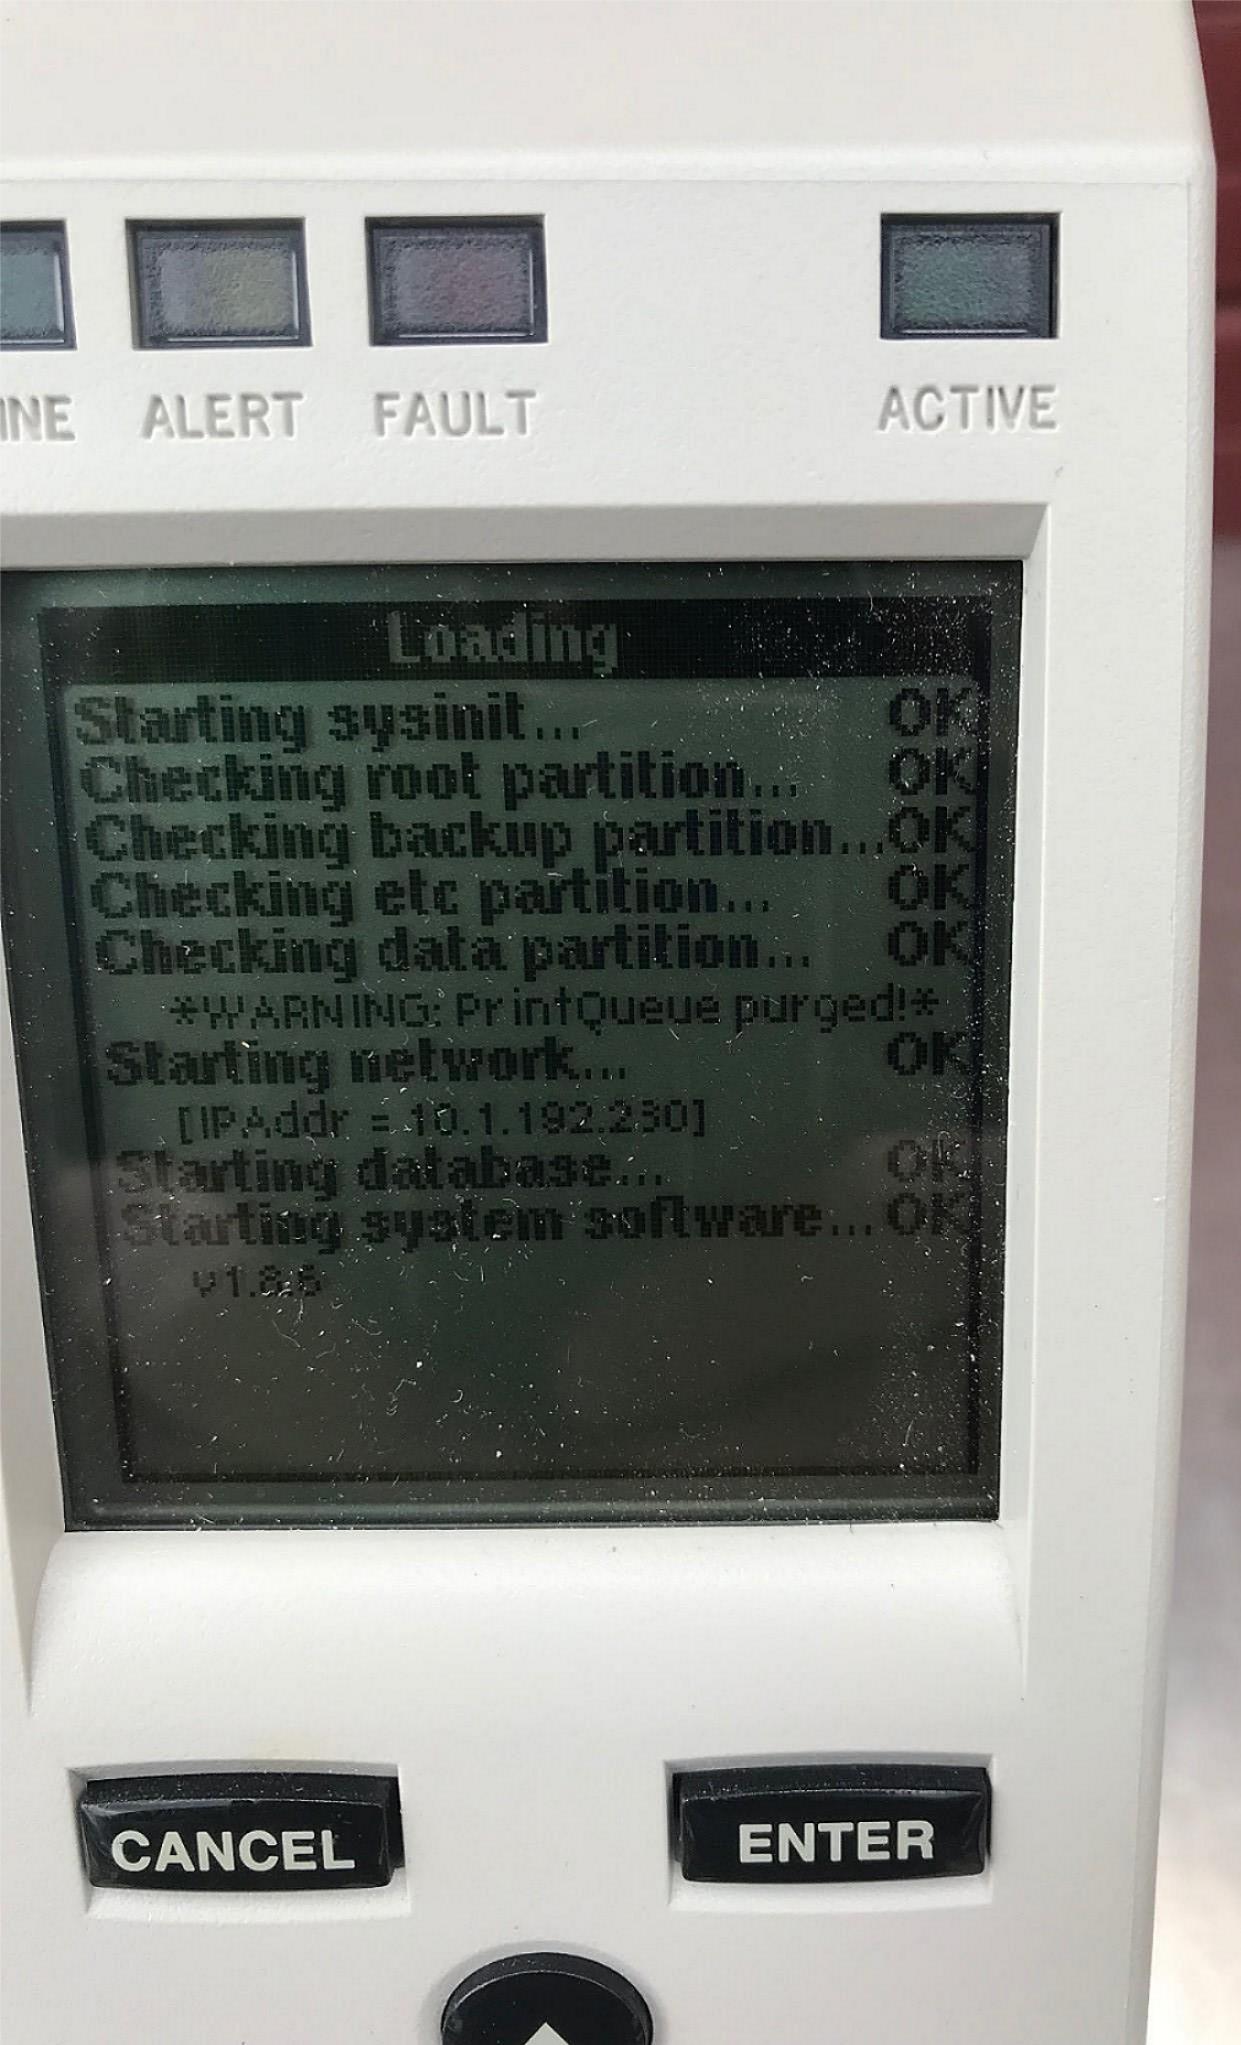 INE ALERT FAULT ACTIVE
Loading
Starting sysinit... OK
Checking root partition... OK
Checking backup partition...OK
Checking etc partition... OK
Checking data partition... OK
*WARNING: PrintQueue purged!*
Starting network... OK
[IPAddr = 10.1.192.230]
Starting database... OK
Starting system software... OK
v1.8.6
CANCEL ENTER